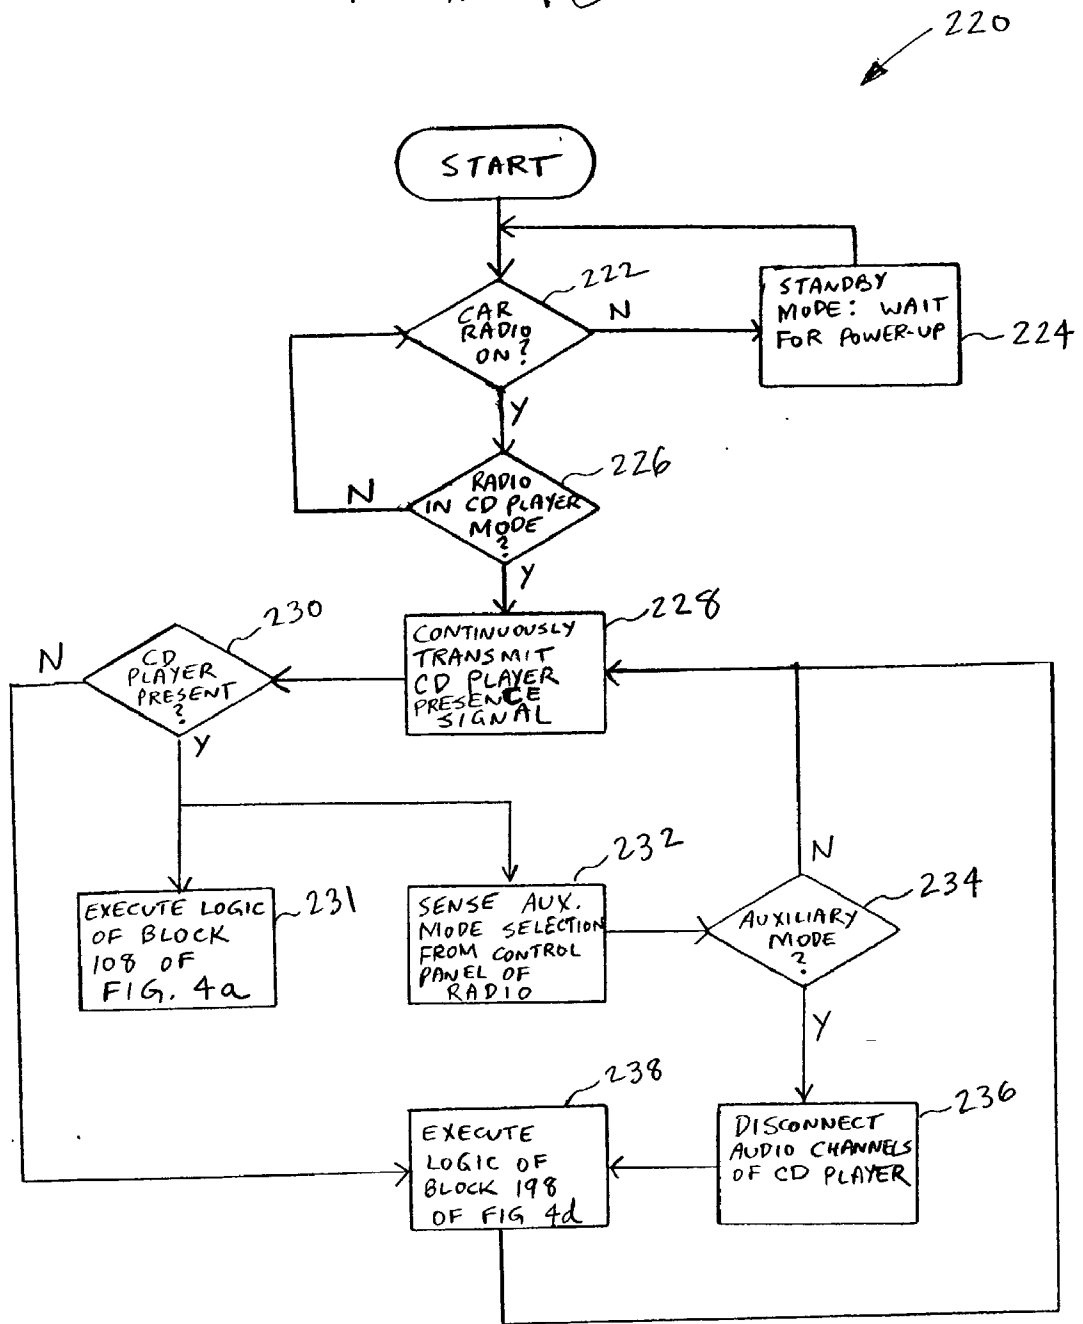 220
START
222
CAR
RADIO
ON?
N
STANDBY
MODE: WAIT
FOR POWER-UP
224
Y
226
RADIO
IN CD PLAYER
MODE
?
N
Y
228
CONTINUOUSLY
TRANSMIT
CD PLAYER
PRESENCE
SIGNAL
230
CD
PLAYER
PRESENT
?
N
Y
231
EXECUTE LOGIC
OF BLOCK
108 OF
FIG. 4a
232
SENSE AUX.
MODE SELECTION
FROM CONTROL
PANEL OF
RADIO
N
234
AUXILIARY
MODE
?
Y
238
EXECUTE
LOGIC OF
BLOCK 198
OF FIG 4d
236
DISCONNECT
AUDIO CHANNELS
OF CD PLAYER